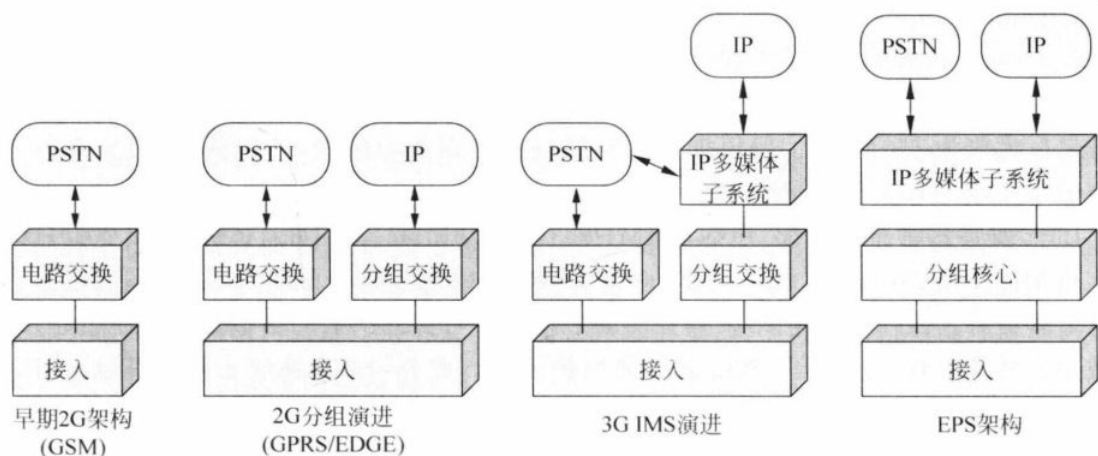 IP
PSTN
IP
PSTN
PSTN
IP
PSTN
IP多媒体
子系统
IP多媒体子系统
电路交换
电路交换
分组交换
电路交换
分组交换
分组核心
接入
接入
接入
接入
早期2G架构
(GSM)
2G分组演进
(GPRS/EDGE)
3G IMS演进
EPS架构